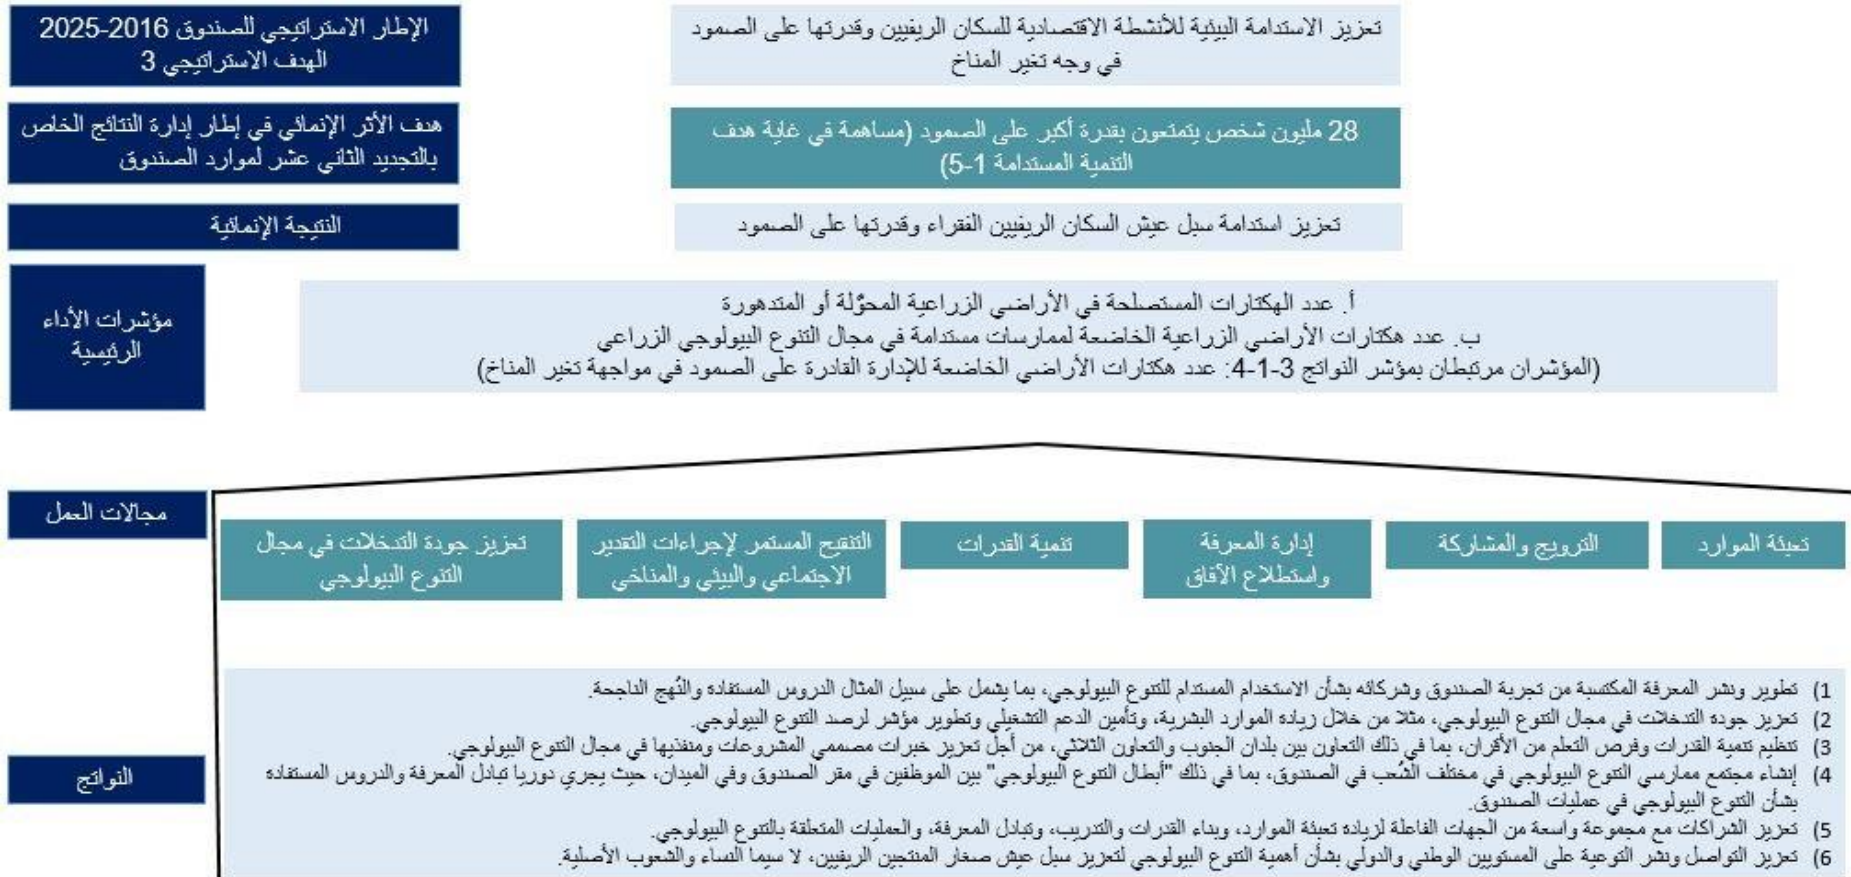 الإطار الاستراتيجي للصندوق 2016-2025
الهدف الاستراتيجي 3
تعزيز الاستدامة البيئية للأنشطة الاقتصادية للسكان الريفيين وقدرتها على الصمود
في وجه تغير المناخ
هدف الأثر الإنمائي في إطار إدارة النتائج الخاص
بالتجديد الثاني عشر لموارد الصندوق
28 مليون شخص يتمتعون بقدرة أكبر على الصمود (مساهمة في غاية هدف
التنمية المستدامة 1-5)
النتيجة الإنمائية
تعزيز استدامة سبل عيش السكان الريفيين الفقراء وقدرتها على الصمود
مؤشرات الأداء
الرئيسية
أ. عدد الهكتارات المستصلحة في الأراضي الزراعية المحوّلة أو المتدهورة
ب. عدد هكتارات الأراضي الزراعية الخاضعة لممارسات مستدامة في مجال التنوع البيولوجي الزراعي
(المؤشران مرتبطان بمؤشر النواتج 3-1-4: عدد هكتارات الأراضي الخاضعة للإدارة القادرة على الصمود في مواجهة تغير المناخ)
مجالات العمل
تعبئة الموارد
الترويج والمشاركة
إدارة المعرفة
واستطلاع الآفاق
تنمية القدرات
التنقيح المستمر لإجراءات التقدير
الاجتماعي والبيئي والمناخي
تعزيز جودة التدخلات في مجال
التنوع البيولوجي
النواتج
1) تطوير ونشر المعرفة المكتسبة من تجربة الصندوق وشركائه بشأن الاستخدام المستدام للتنوع البيولوجي، بما يشمل على سبيل المثال الدروس المستفادة والنُهج الناجحة.
2) تعزيز جودة التدخلات في مجال التنوع البيولوجي، مثلا من خلال زيادة الموارد البشرية، وتأمين الدعم التشغيلي وتطوير مؤشر لرصد التنوع البيولوجي.
3) تنظيم تنمية القدرات وفرص التعلم من الأقران، بما في ذلك التعاون بين بلدان الجنوب والتعاون الثلاثي، من أجل تعزيز خبرات مصممي المشروعات ومنفذيها في مجال التنوع البيولوجي.
4) إنشاء مجتمع ممارسي التنوع البيولوجي في مختلف الشُعب في الصندوق، بما في ذلك "أبطال التنوع البيولوجي" بين الموظفين في مقر الصندوق وفي الميدان، حيث يجري دوريا تبادل المعرفة والدروس المستفادة
بشأن التنوع البيولوجي في عمليات الصندوق.
5) تعزيز الشراكات مع مجموعة واسعة من الجهات الفاعلة لزيادة تعبئة الموارد، وبناء القدرات والتدريب، وتبادل المعرفة، والعمليات المتعلقة بالتنوع البيولوجي.
6) تعزيز التواصل ونشر التوعية على المستويين الوطني والدولي بشأن أهمية التنوع البيولوجي لتعزيز سبل عيش صغار المنتجين الريفيين، لا سيما النساء والشعوب الأصلية.